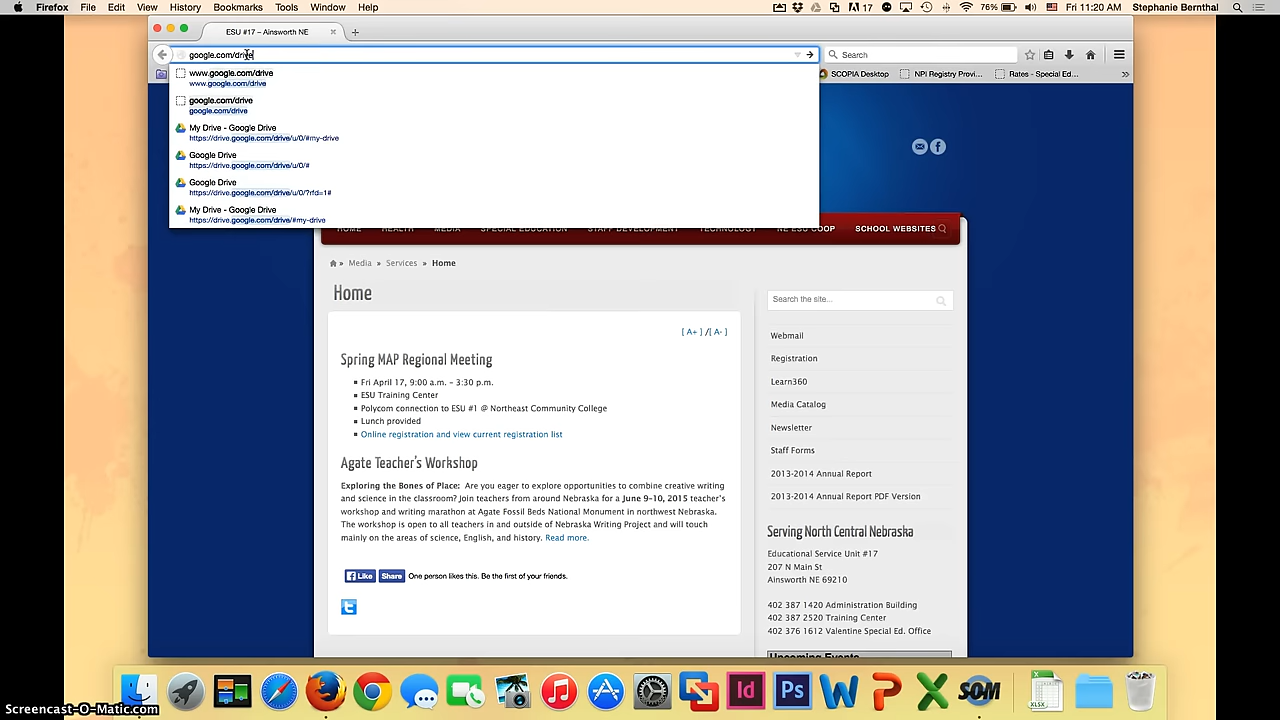 Firefox File Edit View History Bookmarks Tools Window Help 17 76% Fri 11:20 AM Stephanie Bernthal
ESU #17 – Ainsworth NE
google.com/drive Search
www.google.com/drive
www.google.com/drive
google.com/drive
google.com/drive
My Drive - Google Drive
https://drive.google.com/drive/u/0/#my-drive
Google Drive
https://drive.google.com/drive/u/0/#
Google Drive
https://drive.google.com/drive/u/0/?rfd=1#
My Drive - Google Drive
https://drive.google.com/drive/#my-drive
SCOPIA Desktop NPI Registry Provi... Rates - Special Ed... »
HOME HEALTH MEDIA SPECIAL EDUCATION STAFF DEVELOPMENT TECHNOLOGY NE ESU COOP SCHOOL WEBSITES
» Media » Services » Home
Home
[ A+ ] /[ A- ]
Spring MAP Regional Meeting
Fri April 17, 9:00 a.m. – 3:30 p.m.
ESU Training Center
Polycom connection to ESU #1 @ Northeast Community College
Lunch provided
Online registration and view current registration list
Agate Teacher's Workshop
Exploring the Bones of Place: Are you eager to explore opportunities to combine creative writing
and science in the classroom? Join teachers from around Nebraska for a June 9-10, 2015 teacher's
workshop and writing marathon at Agate Fossil Beds National Monument in northwest Nebraska.
The workshop is open to all teachers in and outside of Nebraska Writing Project and will touch
mainly on the areas of science, English, and history. Read more.
Like Share One person likes this. Be the first of your friends.
Search the site...
Webmail
Registration
Learn360
Media Catalog
Newsletter
Staff Forms
2013-2014 Annual Report
2013-2014 Annual Report PDF Version
Serving North Central Nebraska
Educational Service Unit #17
207 N Main St
Ainsworth NE 69210
402 387 1420 Administration Building
402 387 2520 Training Center
402 376 1612 Valentine Special Ed. Office
Upcoming Events
Id Ps W P X SOM XLSX
Screencast-O-Matic.com